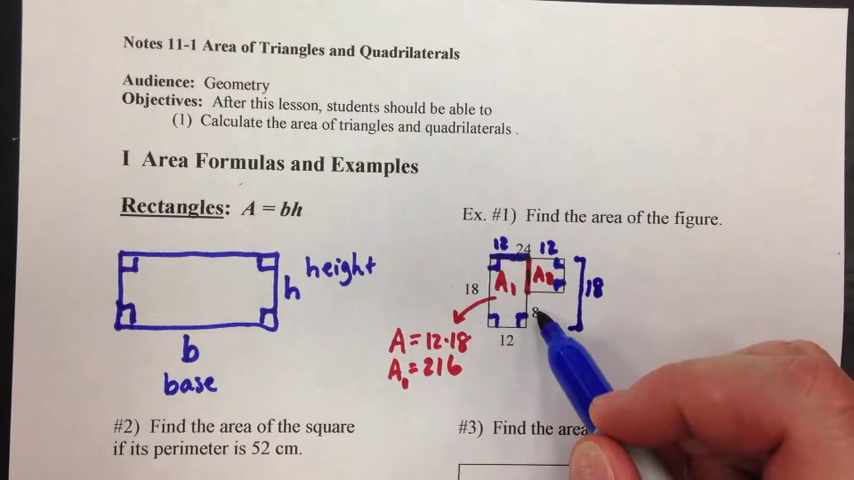 Notes 11-1 Area of Triangles and Quadrilaterals
Audience: Geometry
Objectives: After this lesson, students should be able to
(1) Calculate the area of triangles and quadrilaterals .
I Area Formulas and Examples
Rectangles: A = bh
h height
b
base
Ex. #1) Find the area of the figure.
12 24 12
18 A₁ A₂ 18
8
12
A = 12·18
A₁ = 216
#2) Find the area of the square
if its perimeter is 52 cm.
#3) Find the area